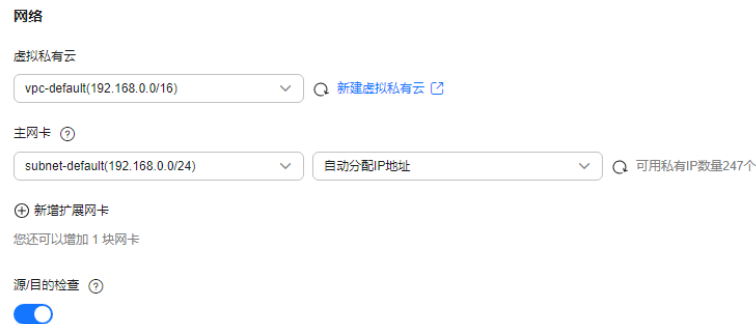 网络
虚拟私有云
vpc-default(192.168.0.0/16) 新建虚拟私有云
主网卡 ?
subnet-default(192.168.0.0/24) 自动分配IP地址 可用私有IP数量247个
新增扩展网卡
您还可以增加 1 块网卡
源/目的检查 ?